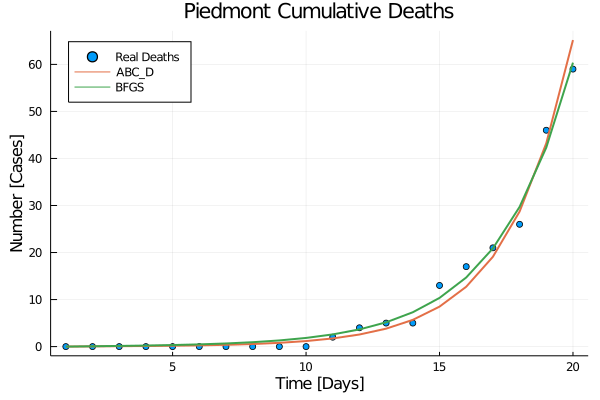 Piedmont Cumulative Deaths
Number [Cases]
60
50
40
30
20
10
0
Real Deaths
ABC_D
BFGS
5
10
15
20
Time [Days]